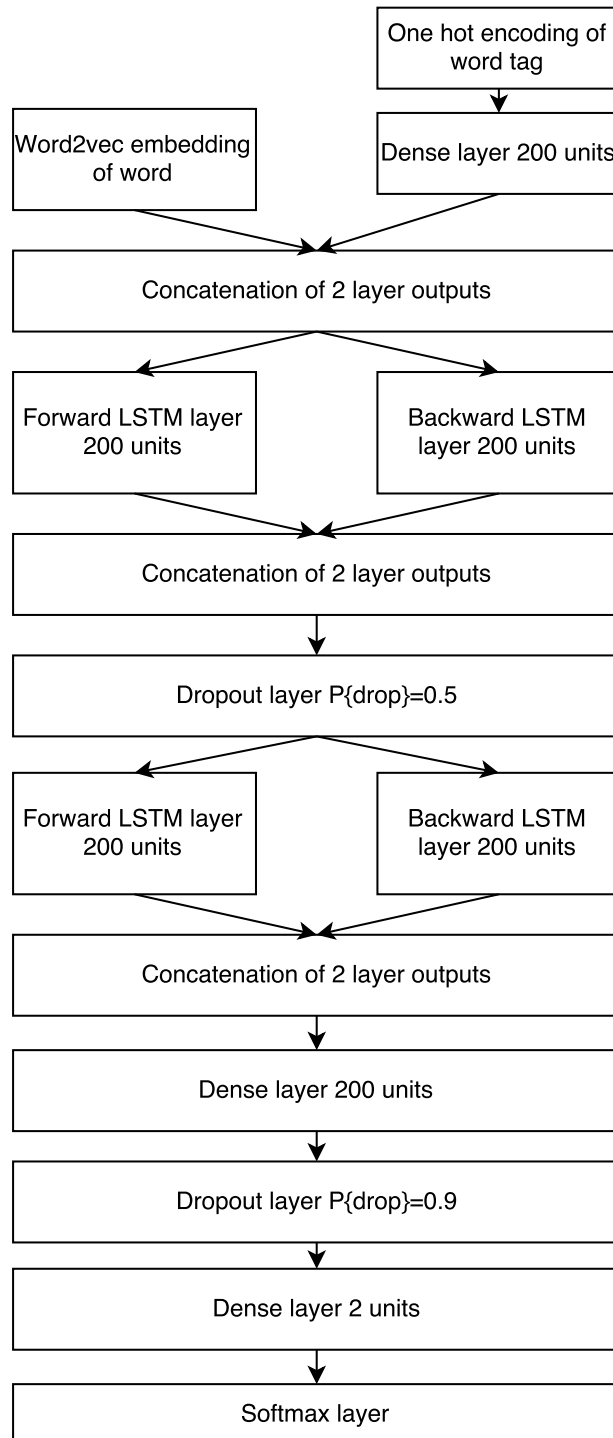 One hot encoding of
word tag
Word2vec embedding
of word
Dense layer 200 units
Concatenation of 2 layer outputs
Forward LSTM layer
200 units
Backward LSTM
layer 200 units
Concatenation of 2 layer outputs
Dropout layer P{drop}=0.5
Forward LSTM layer
200 units
Backward LSTM
layer 200 units
Concatenation of 2 layer outputs
Dense layer 200 units
Dropout layer P{drop}=0.9
Dense layer 2 units
Softmax layer